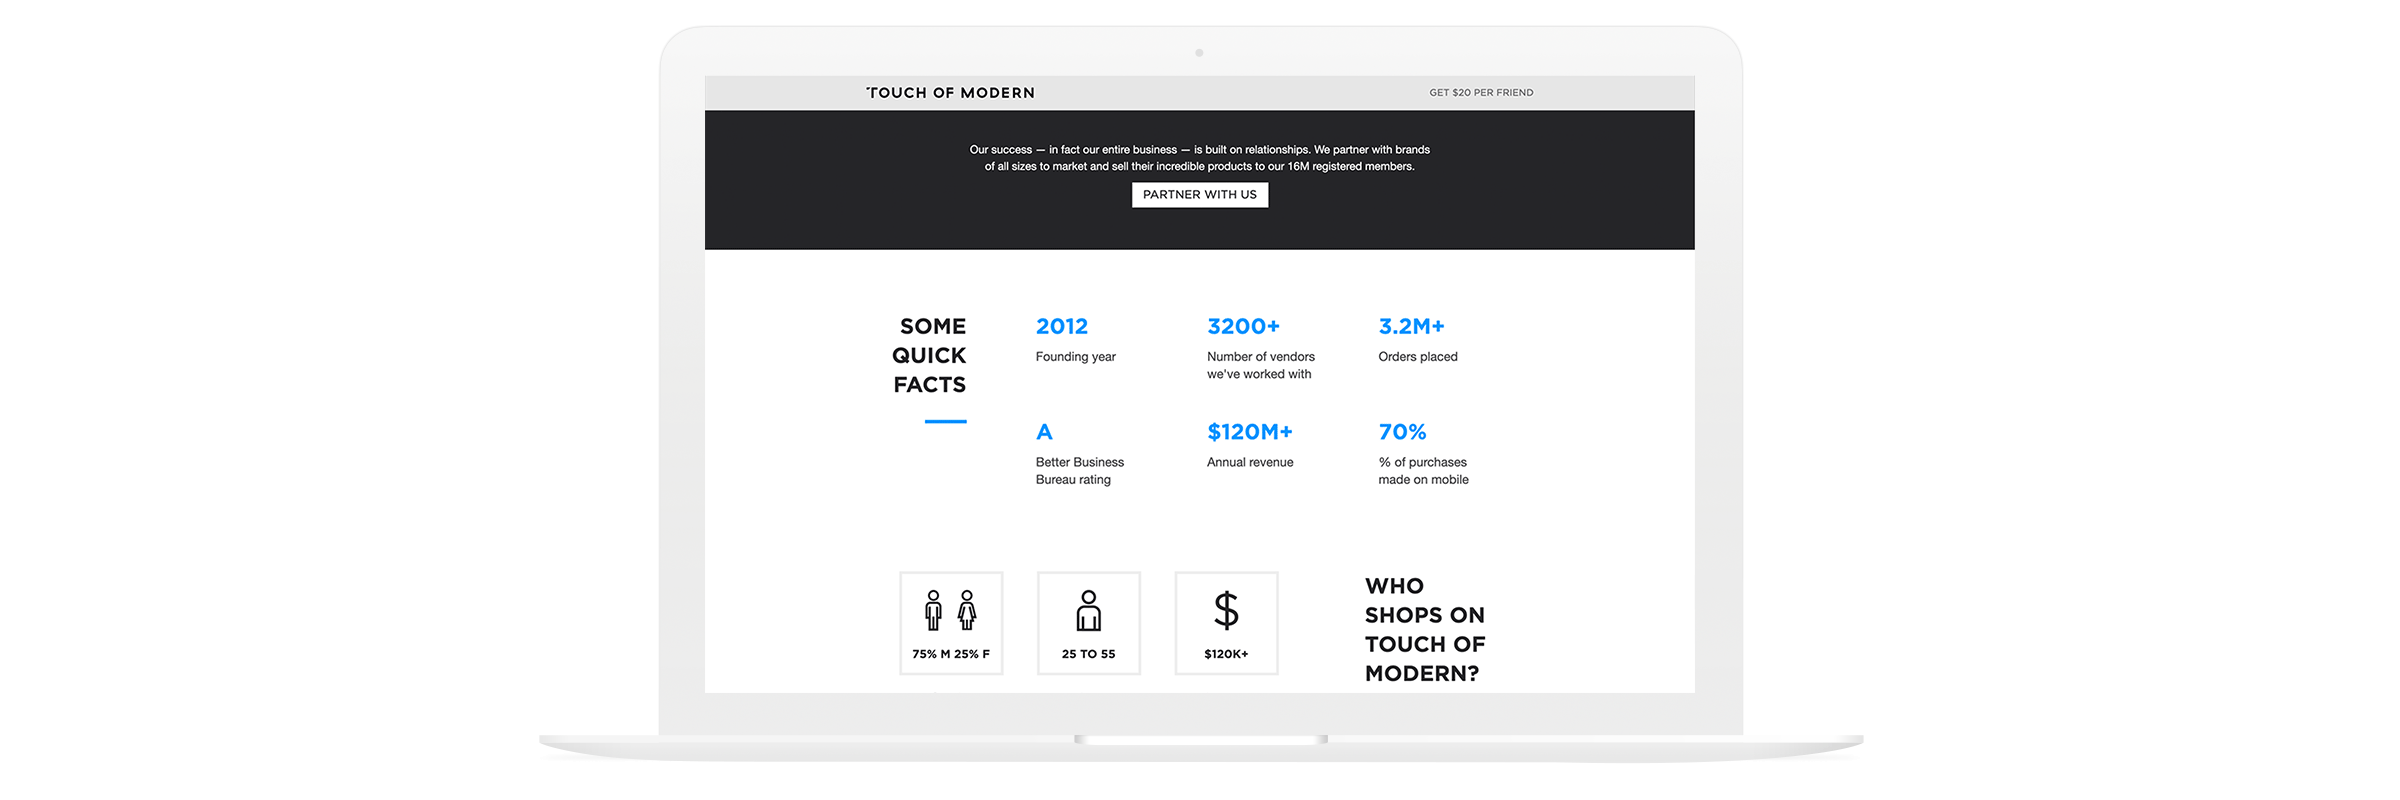 TOUCH OF MODERN
GET $20 PER FRIEND
Our success — in fact our entire business — is built on relationships. We partner with brands
of all sizes to market and sell their incredible products to our 16M registered members.
PARTNER WITH US
SOME
QUICK
FACTS
2012
Founding year
3200+
Number of vendors
we've worked with
3.2M+
Orders placed
A
Better Business
Bureau rating
$120M+
Annual revenue
70%
% of purchases
made on mobile
75% M 25% F
25 TO 55
$
$120K+
WHO
SHOPS ON
TOUCH OF
MODERN?